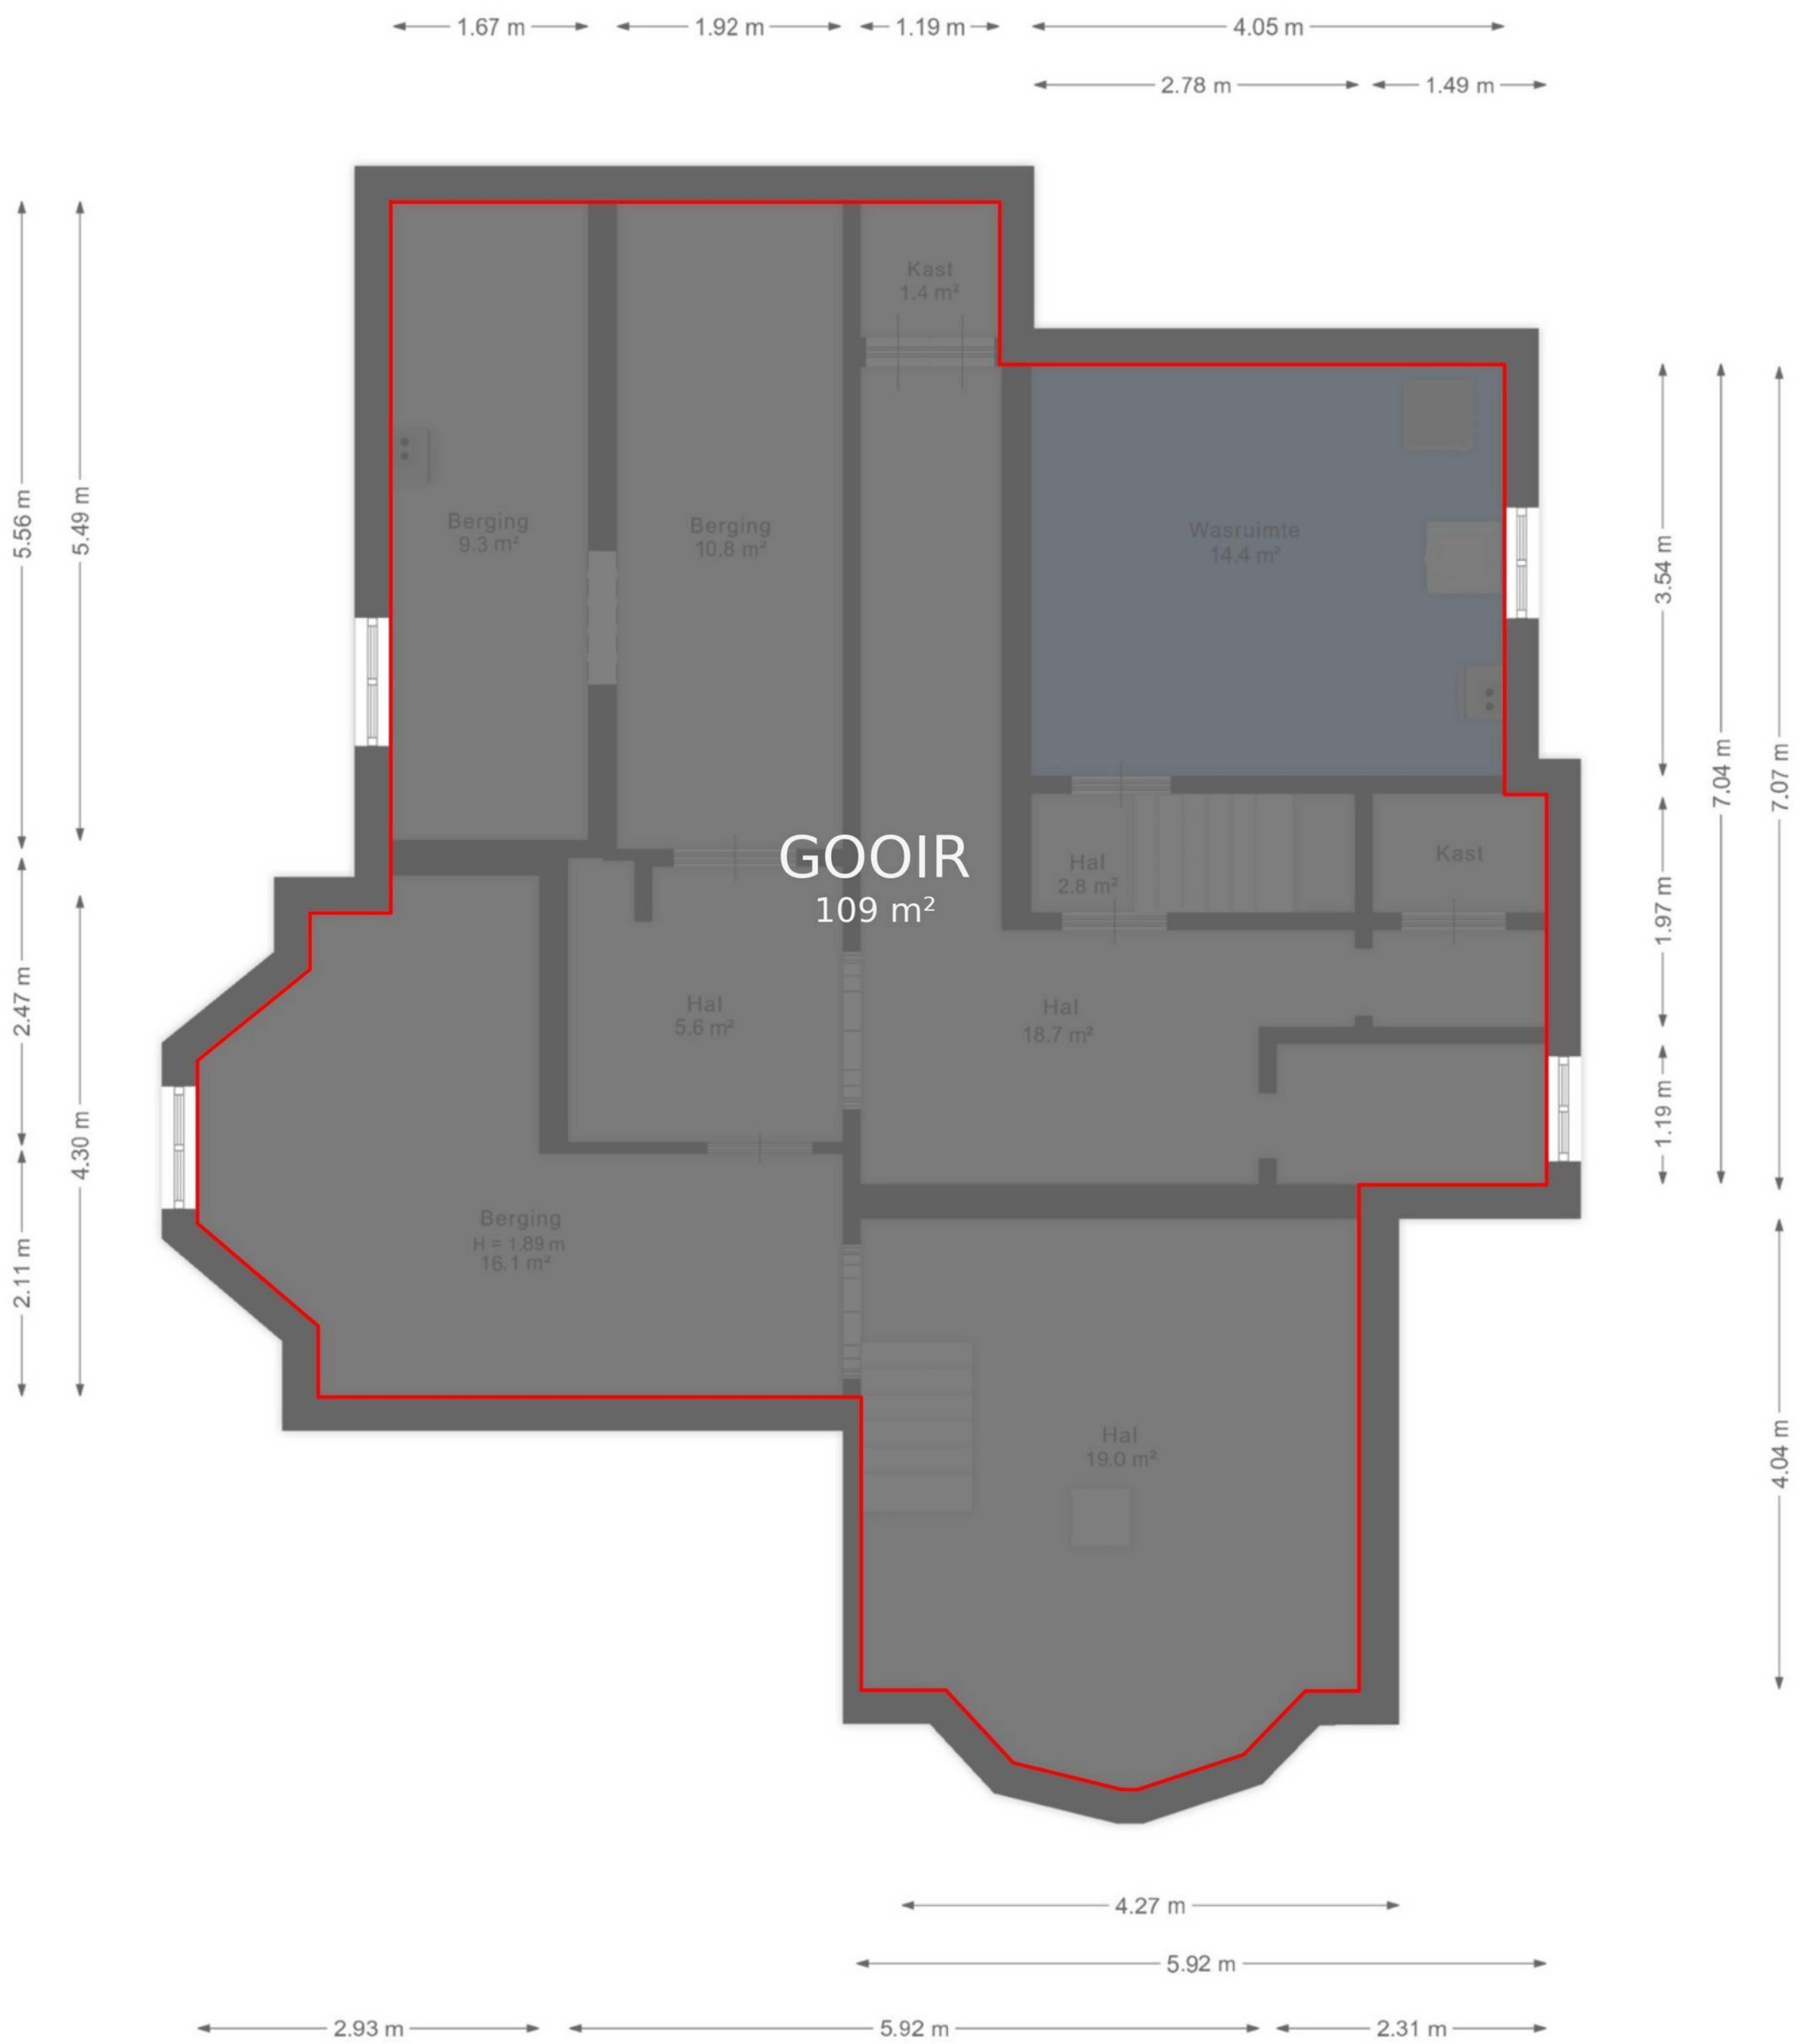 1.67 m
1.92 m
1.19 m
4.05 m
2.78 m
1.49 m
5.56 m
5.49 m
2.47 m
4.30 m
2.11 m
Kast
1.4 m²
Berging
9.3 m²
Berging
10.8 m²
Wasruimte
14.4 m²
GOOIR
109 m²
Hal
2.8 m²
Kast
Hal
5.6 m²
Hal
18.7 m²
Berging
H = 1.89 m
16.1 m²
Hal
19.0 m²
3.54 m
7.04 m
7.07 m
1.97 m
1.19 m
4.04 m
4.27 m
5.92 m
2.93 m
5.92 m
2.31 m